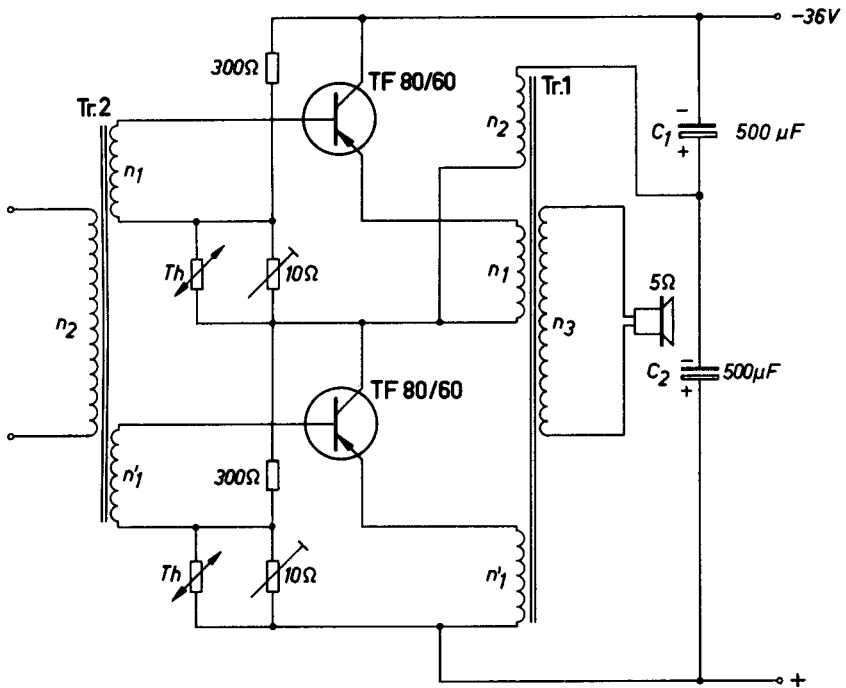 −36V
300Ω
TF 80/60
Tr.1
Tr.2
n2
−
C1
+
500 µF
n1
Th
10Ω
n1
5Ω
n2
n3
−
C2
+
500µF
TF 80/60
n'1
300Ω
Th
10Ω
n'1
+